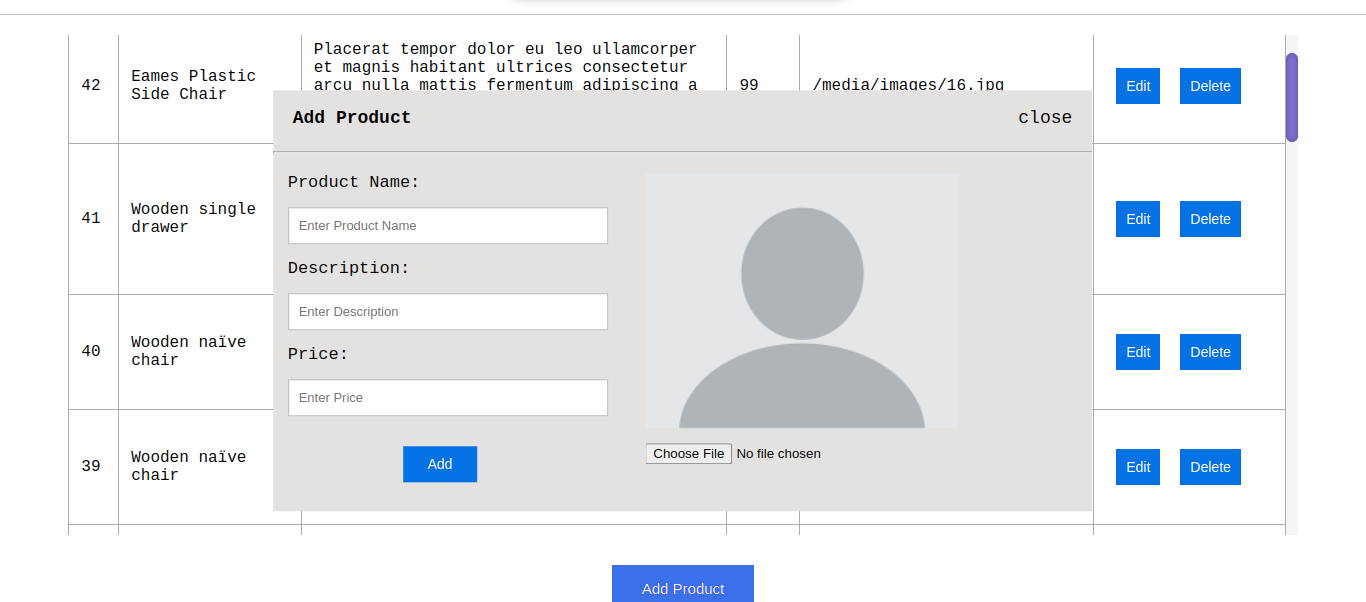 Placerat tempor dolor eu leo ullamcorper
et magnis habitant ultrices consectetur
arcu nulla mattis fermentum adipiscing a
42
Eames Plastic
Side Chair
99
/media/images/16.jpg
Edit
Delete
Add Product
close
Product Name:
Enter Product Name
Description:
Enter Description
Price:
Enter Price
Add
Choose File No file chosen
41
Wooden single
drawer
Edit
Delete
40
Wooden naïve
chair
Edit
Delete
39
Wooden naïve
chair
Edit
Delete
Add Product